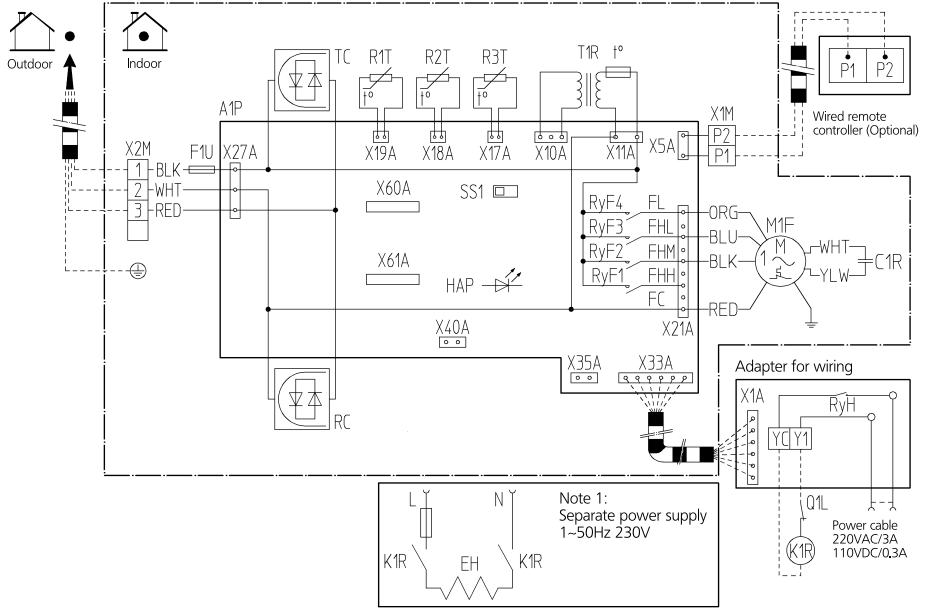 Outdoor
Indoor
TC
R1T
R2T
R3T
T1R
t°
t°
t°
t°
P1
P2
Wired remote
controller (Optional)
A1P
X19A
X18A
X17A
X10A
X11A
X5A
X1M
P2
P1
X2M
F1U
X27A
1
BLK
2
WHT
3
RED
X60A
SS1
X61A
HAP
X40A
X35A
X33A
RyF4
FL
ORG
RyF3
FHL
BLU
RyF2
FHM
BLK
RyF1
FHH
FC
RED
X21A
M1F
M
1
WHT
YLW
C1R
RC
Adapter for wiring
X1A
RyH
YC
Y1
Q1L
K1R
Power cable
220VAC/3A
110VDC/0.3A
L
N
Note 1:
Separate power supply
1~50Hz 230V
K1R
EH
K1R